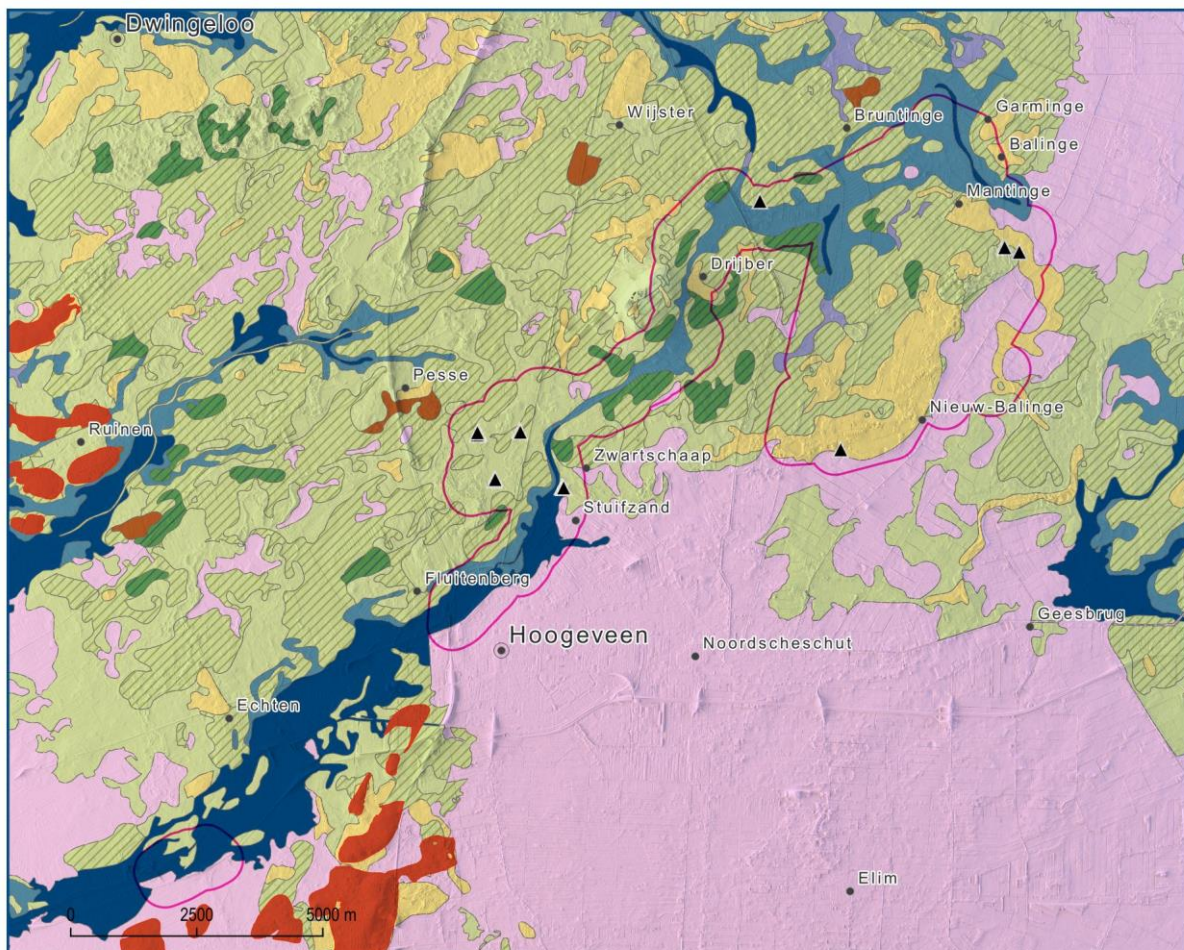 Dwingeloo
Wijster
Bruntinge
Garminge
Balinge
Mantinge
Drijber
Pesse
Ruinen
Nieuw-Balinge
Zwartschaap
Stuifzand
Fluitenberg
Geesbrug
Hoogeveen
Noordscheschut
Echten
Elim
0 2500 5000 m